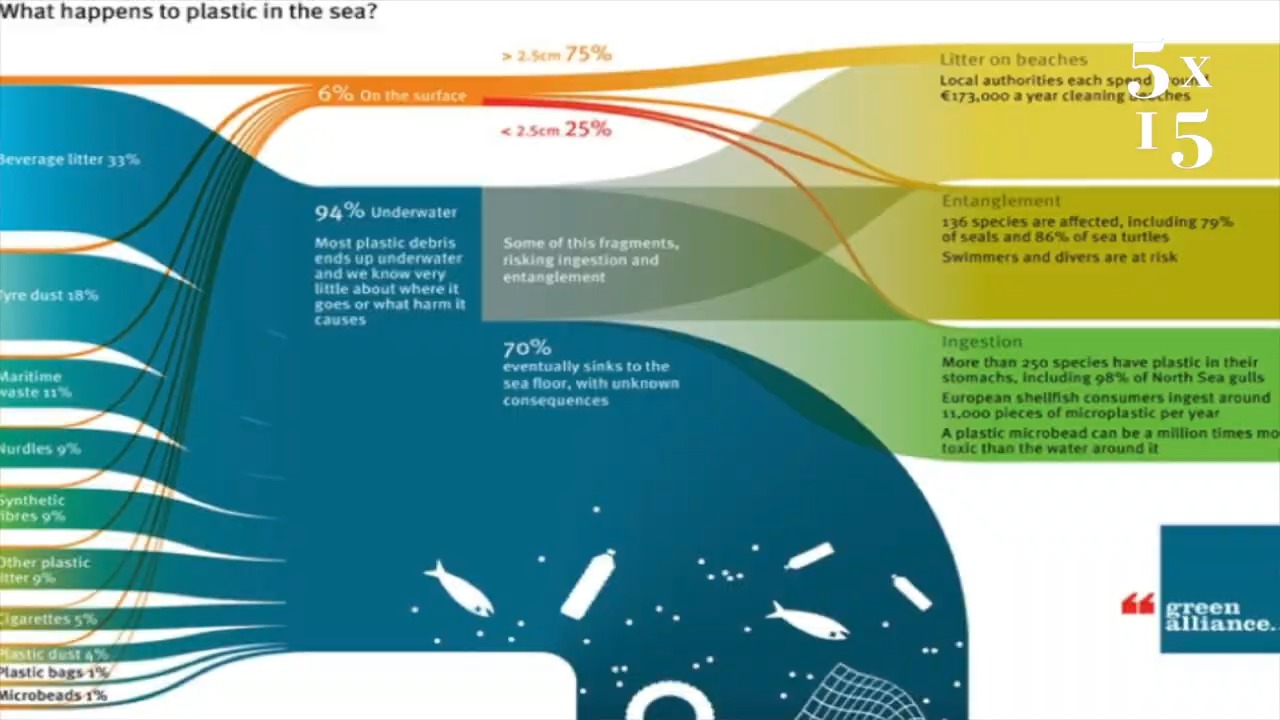 What happens to plastic in the sea?
> 2.5cm 75%
6% On the surface
< 2.5cm 25%
Beverage litter 33%
Tyre dust 18%
Maritime
waste 11%
Nurdles 9%
Synthetic
fibres 9%
Other plastic
litter 9%
Cigarettes 5%
Plastic dust 4%
Plastic bags 1%
Microbeads 1%
94% Underwater
Most plastic debris
ends up underwater
and we know very
little about where it
goes or what harm it
causes
Some of this fragments,
risking ingestion and
entanglement
70%
eventually sinks to the
sea floor, with unknown
consequences
Litter on beaches
Local authorities each spend around
€173,000 a year cleaning beaches
Entanglement
136 species are affected, including 79%
of seals and 86% of sea turtles
Swimmers and divers are at risk
Ingestion
More than 250 species have plastic in their
stomachs, including 98% of North Sea gulls
European shellfish consumers ingest around
11,000 pieces of microplastic per year
A plastic microbead can be a million times mo
toxic than the water around it
5x
15
green
alliance..